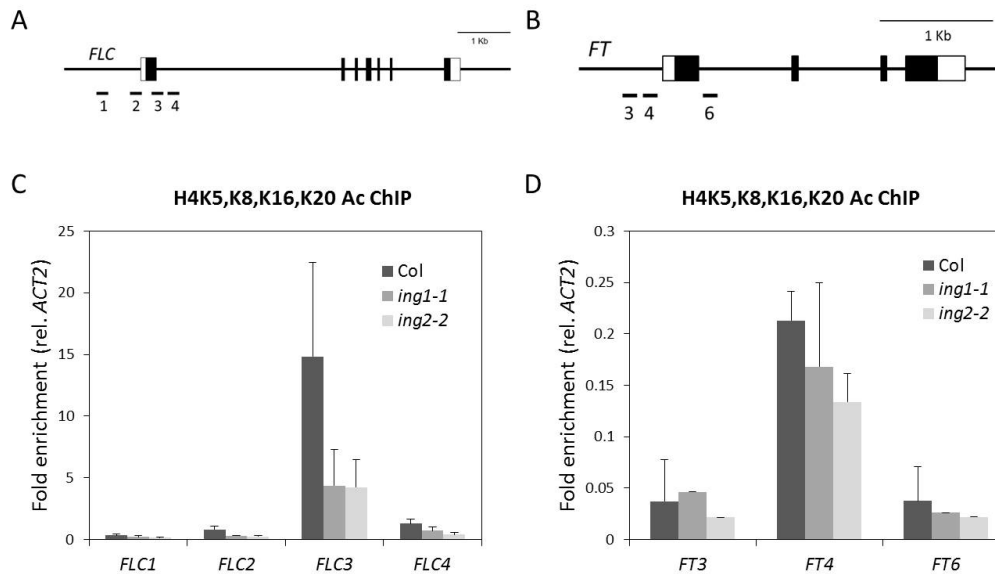 A
B
FLC
1 Kb
1 2 3 4
FT
1 Kb
3 4 6
C
H4K5,K8,K16,K20 Ac ChIP
Fold enrichment (rel. ACT2)
25
20
15
10
5
0
Col
ing1-1
ing2-2
FLC1 FLC2 FLC3 FLC4
D
H4K5,K8,K16,K20 Ac ChIP
Fold enrichment (rel. ACT2)
0.3
0.25
0.2
0.15
0.1
0.05
0
Col
ing1-1
ing2-2
FT3 FT4 FT6